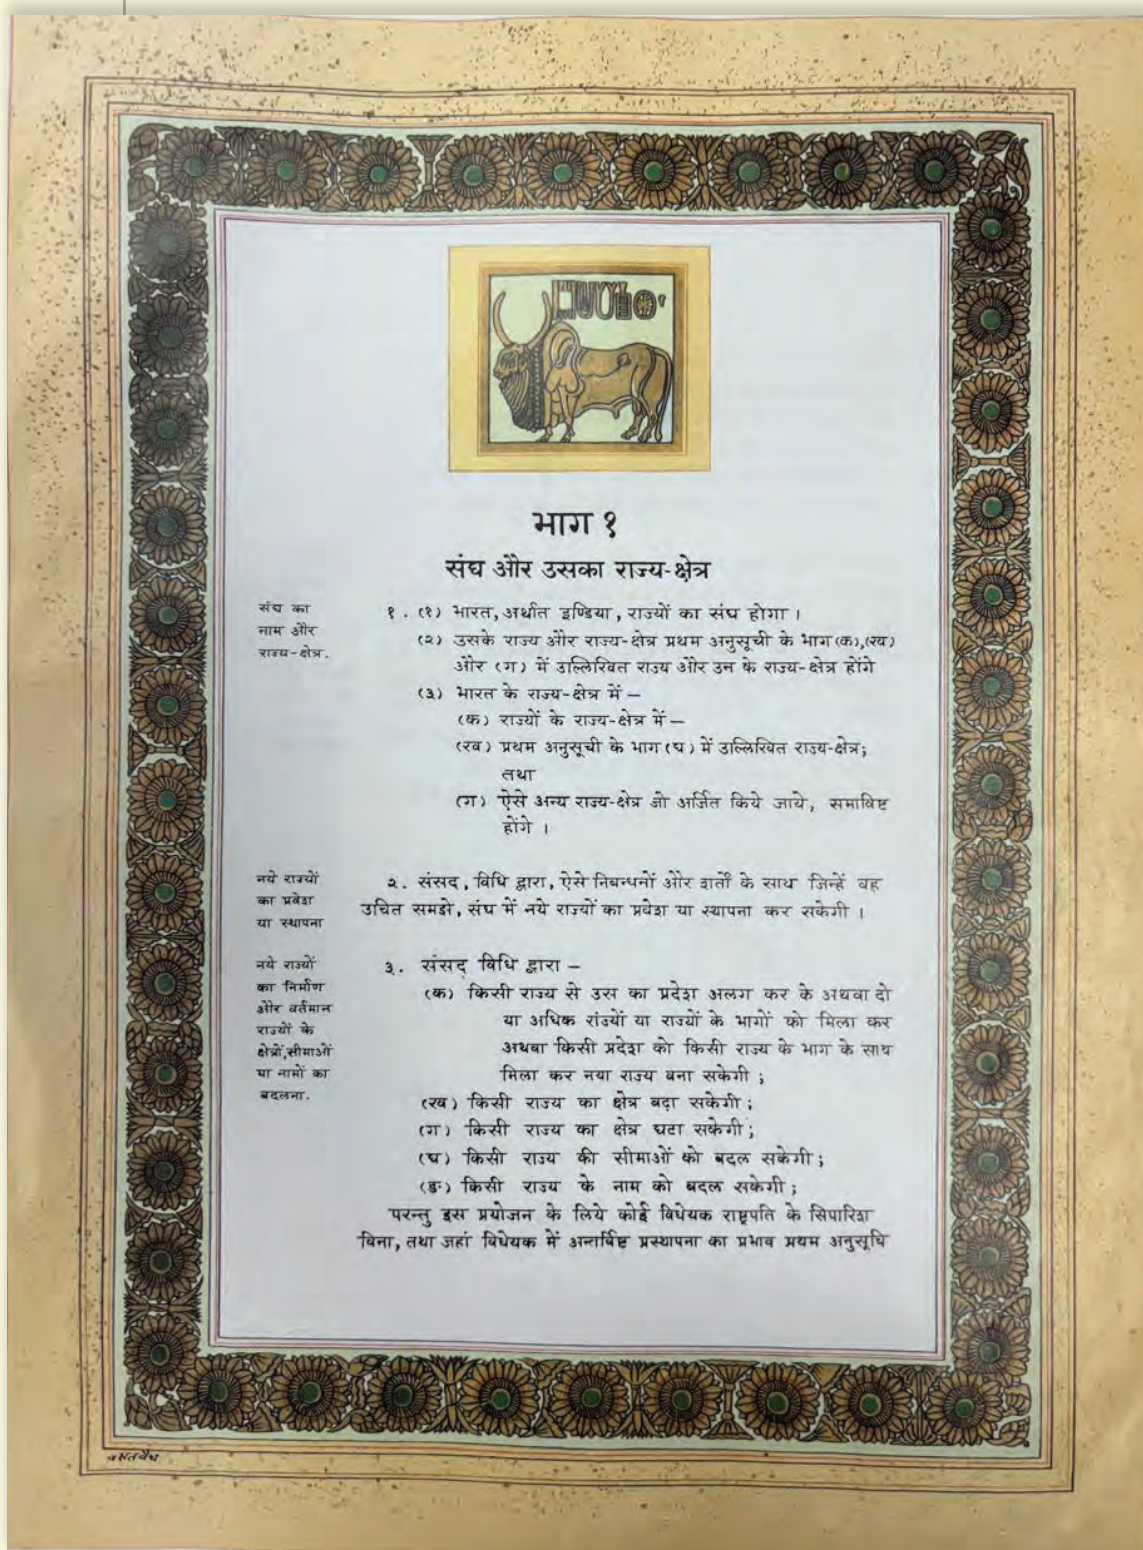 भाग १
संघ और उसका राज्य-क्षेत्र
संघ का
नाम और
राज्य-क्षेत्र.
१. (१) भारत, अर्थात इण्डिया, राज्यों का संघ होगा ।
(२) उसके राज्य और राज्य-क्षेत्र प्रथम अनुसूची के भाग (क), (ख)
और (ग) में उल्लिखित राज्य और उन के राज्य-क्षेत्र होंगे
(३) भारत के राज्य-क्षेत्र में —
(क) राज्यों के राज्य-क्षेत्र में —
(ख) प्रथम अनुसूची के भाग (घ) में उल्लिखित राज्य-क्षेत्र;
तथा
(ग) ऐसे अन्य राज्य-क्षेत्र जो अर्जित किये जाये, समाविष्ट
होंगे ।
नये राज्यों
का प्रवेश
या स्थापना
२. संसद, विधि द्वारा, ऐसे निबन्धनों और शर्तों के साथ जिन्हें वह
उचित समझे, संघ में नये राज्यों का प्रवेश या स्थापना कर सकेगी ।
नये राज्यों
का निर्माण
और वर्तमान
राज्यों के
क्षेत्रों, सीमाओं
या नामों का
बदलना.
३. संसद् विधि द्वारा —
(क) किसी राज्य से उस का प्रदेश अलग कर के अथवा दो
या अधिक रांज्यों या राज्यों के भागों को मिला कर
अथवा किसी प्रदेश को किसी राज्य के भाग के साथ
मिला कर नया राज्य बना सकेगी ;
(ख) किसी राज्य का क्षेत्र बढ़ा सकेगी ;
(ग) किसी राज्य का क्षेत्र घटा सकेगी ;
(घ) किसी राज्य की सीमाओं को बदल सकेगी ;
(ङ) किसी राज्य के नाम को बदल सकेगी ;
परन्तु इस प्रयोजन के लिये कोई विधेयक राष्ट्रपति के सिपारिश
विना, तथा जहां विधेयक में अन्तर्विष्ट प्रस्थापना का प्रभाव प्रथम अनुसूचि